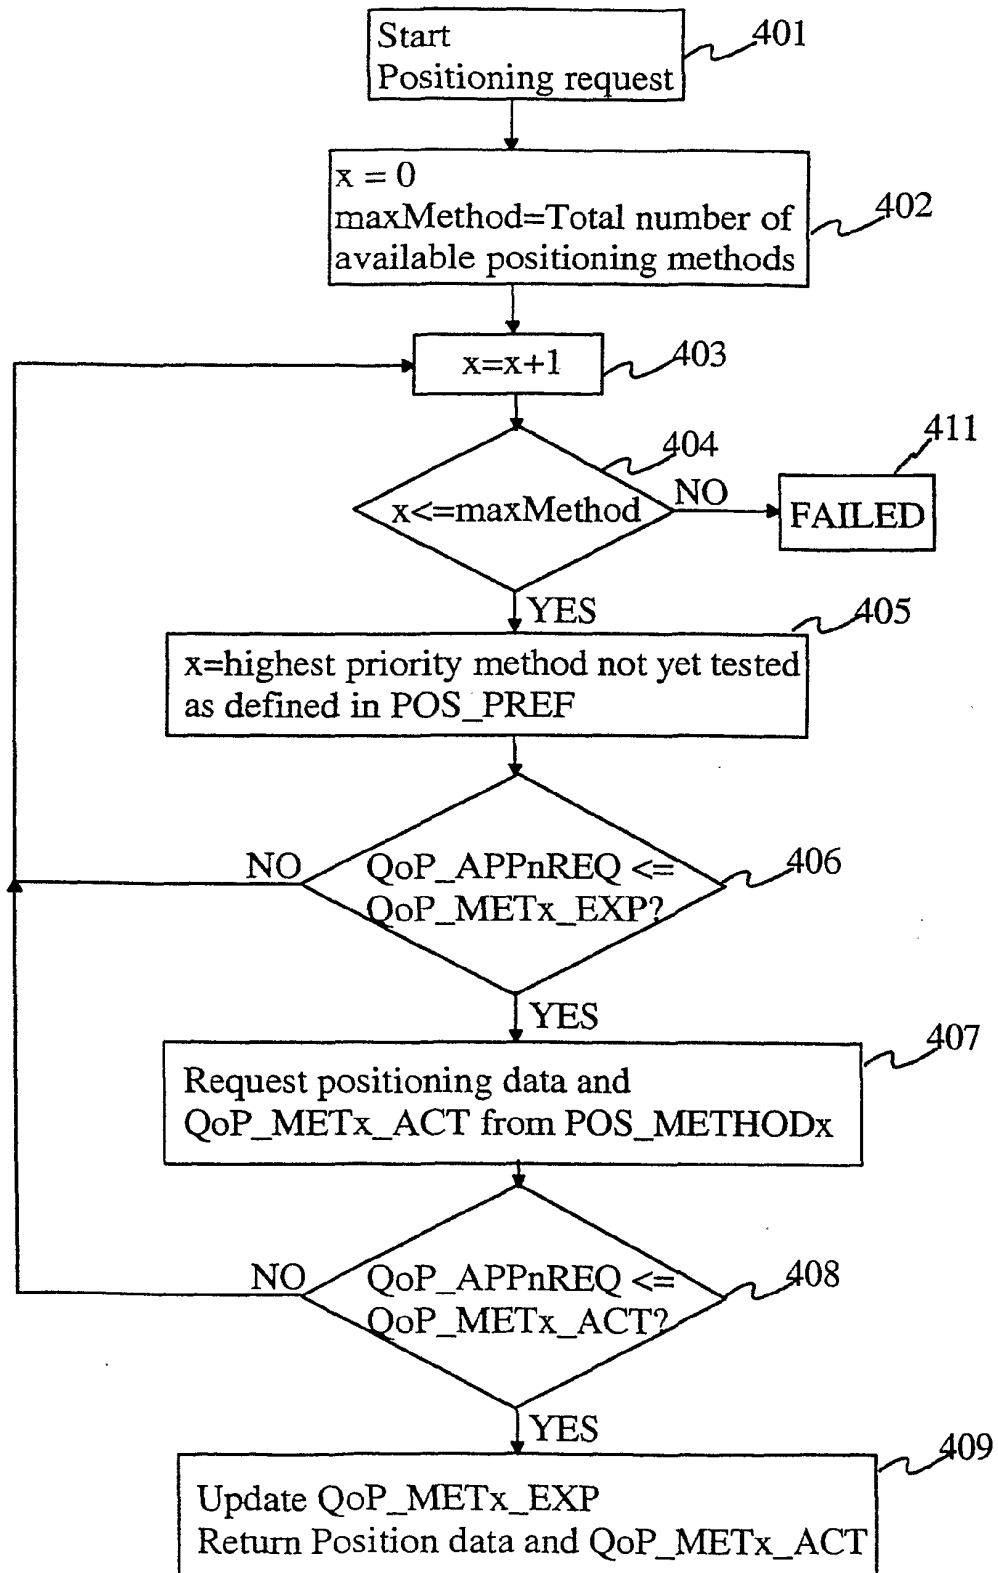 Start
Positioning request
401
x = 0
maxMethod=Total number of
available positioning methods
402
x=x+1
403
404
x<=maxMethod
NO
411
FAILED
YES
405
x=highest priority method not yet tested
as defined in POS_PREF
NO
QoP_APPnREQ <=
QoP_METx_EXP?
406
YES
407
Request positioning data and
QoP_METx_ACT from POS_METHODx
NO
QoP_APPnREQ <=
QoP_METx_ACT?
408
YES
409
Update QoP_METx_EXP
Return Position data and QoP_METx_ACT